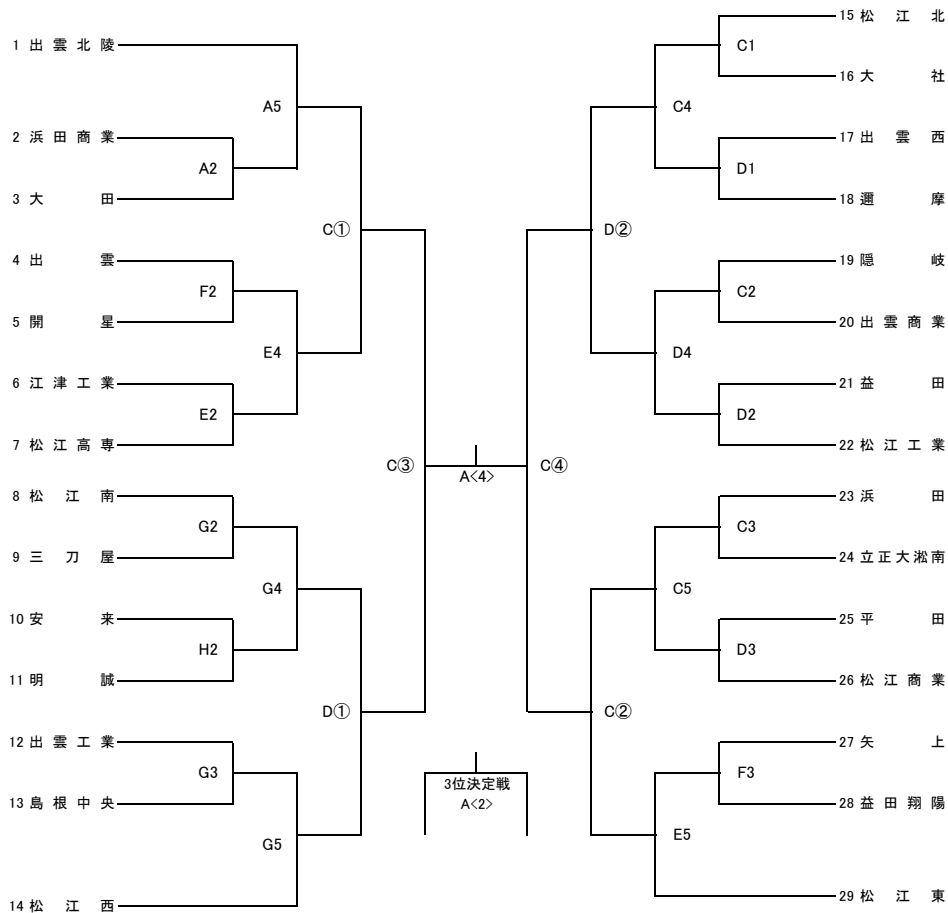 1 出雲北陵
2 浜田商業
3 大田
4 出雲
5 開星
6 江津工業
7 松江高専
8 松江南
9 三刀屋
10 安来
11 明誠
12 出雲工業
13 島根中央
14 松江西
A5
A2
F2
E4
E2
G2
G4
H2
G3
G5
C①
D①
C③
A<4>
C④
3位決定戦
A<2>
D②
C②
C4
D4
C5
E5
C1
D1
C2
D2
C3
D3
F3
15 松江北
16 大社
17 出雲西
18 邇摩
19 隠岐
20 出雲商業
21 益田
22 松江工業
23 浜田
24 立正大淞南
25 平田
26 松江商業
27 矢上
28 益田翔陽
29 松江東